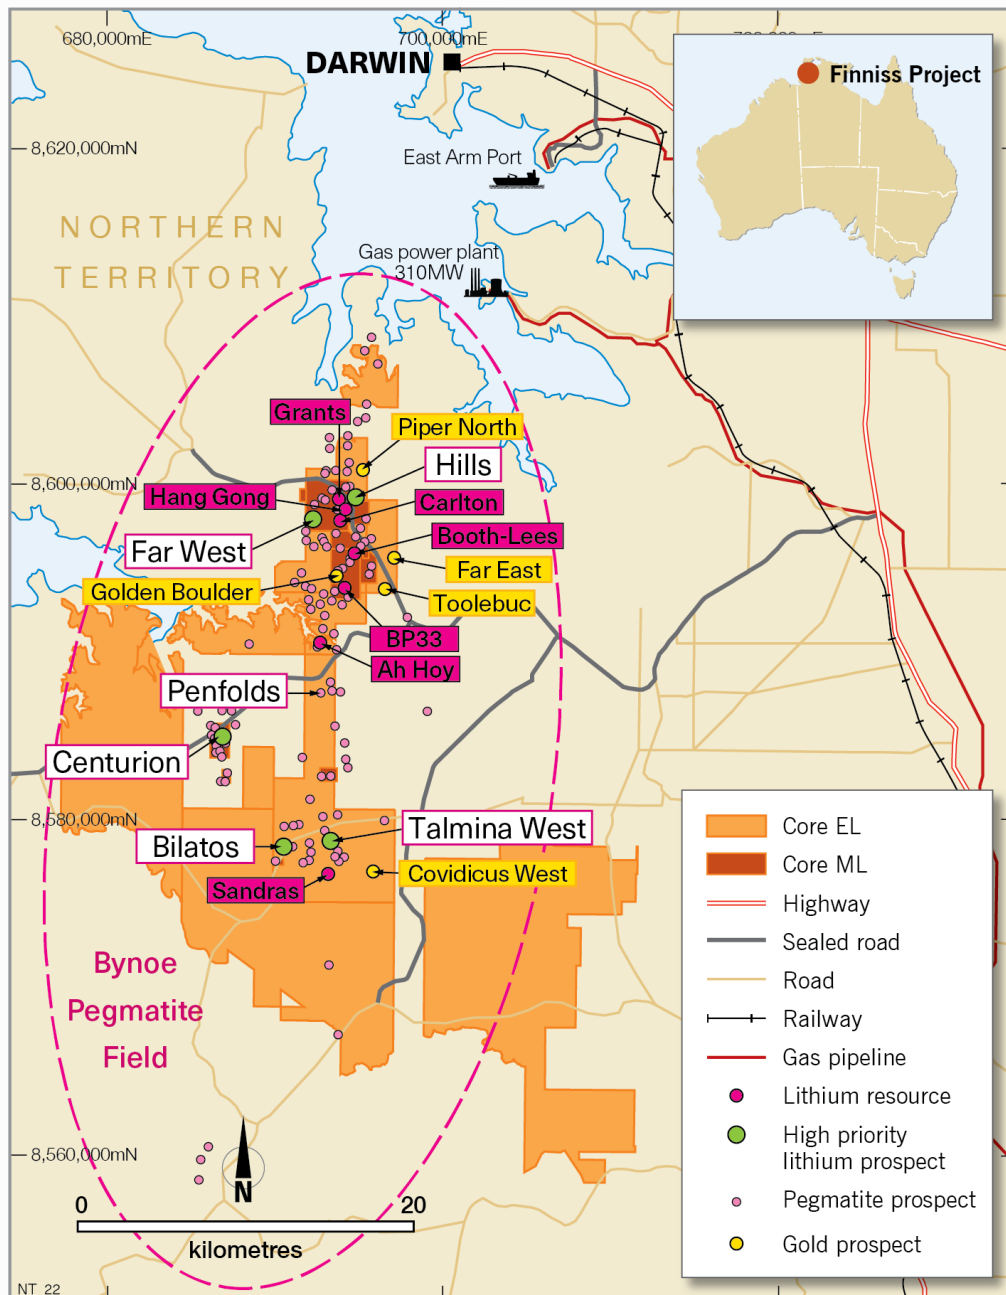 680,000mE
700,000mE
DARWIN
Finniss Project
8,620,000mN
East Arm Port
NORTHERN
TERRITORY
Gas power plant
310MW
Grants
Piper North
Hills
8,600,000mN
Hang Gong
Carlton
Booth-Lees
Far West
Far East
Golden Boulder
Toolebuc
BP33
Ah Hoy
Penfolds
Centurion
8,580,000mN
Talmina West
Bilatos
Covidicus West
Sandras
Bynoe
Pegmatite
Field
8,560,000mN
N
0 20
kilometres
NT_22
Core EL
Core ML
Highway
Sealed road
Road
Railway
Gas pipeline
Lithium resource
High priority
lithium prospect
Pegmatite prospect
Gold prospect